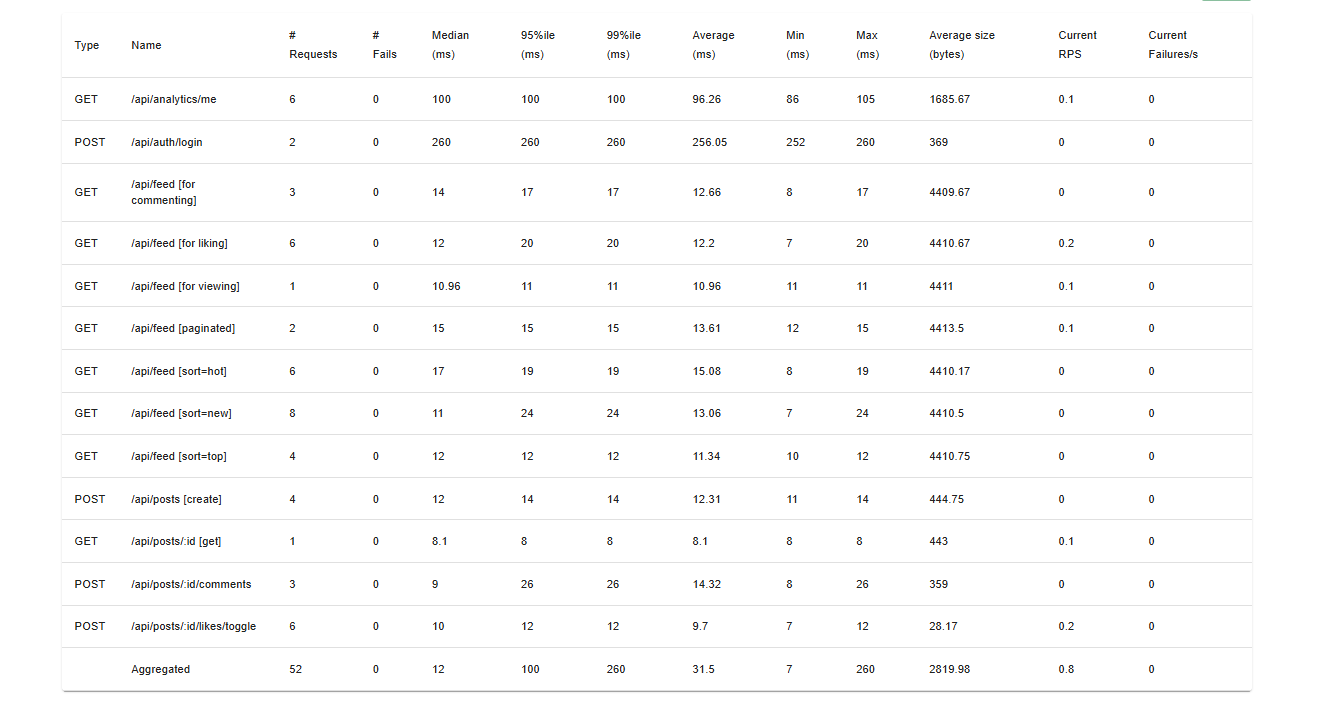 Type Name # Requests # Fails Median (ms) 95%ile (ms) 99%ile (ms) Average (ms) Min (ms) Max (ms) Average size (bytes) Current RPS Current Failures/s
GET /api/analytics/me 6 0 100 100 100 96.26 86 105 1685.67 0.1 0
POST /api/auth/login 2 0 260 260 260 256.05 252 260 369 0 0
GET /api/feed [for commenting] 3 0 14 17 17 12.66 8 17 4409.67 0 0
GET /api/feed [for liking] 6 0 12 20 20 12.2 7 20 4410.67 0.2 0
GET /api/feed [for viewing] 1 0 10.96 11 11 10.96 11 11 4411 0.1 0
GET /api/feed [paginated] 2 0 15 15 15 13.61 12 15 4413.5 0.1 0
GET /api/feed [sort=hot] 6 0 17 19 19 15.08 8 19 4410.17 0 0
GET /api/feed [sort=new] 8 0 11 24 24 13.06 7 24 4410.5 0 0
GET /api/feed [sort=top] 4 0 12 12 12 11.34 10 12 4410.75 0 0
POST /api/posts [create] 4 0 12 14 14 12.31 11 14 444.75 0 0
GET /api/posts/:id [get] 1 0 8.1 8 8 8.1 8 8 443 0.1 0
POST /api/posts/:id/comments 3 0 9 26 26 14.32 8 26 359 0 0
POST /api/posts/:id/likes/toggle 6 0 10 12 12 9.7 7 12 28.17 0.2 0
Aggregated 52 0 12 100 260 31.5 7 260 2819.98 0.8 0